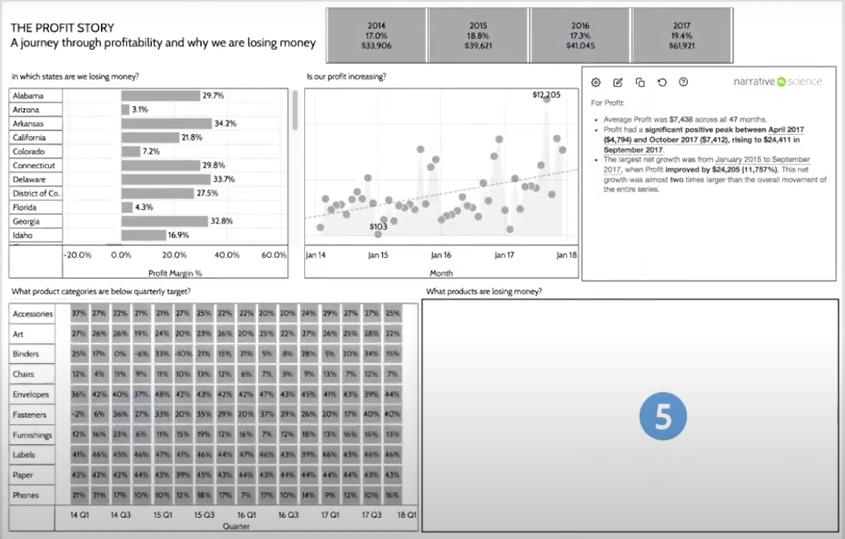 THE PROFIT STORY
A journey through profitability and why we are losing money
2014 2015 2016 2017
17.0% 18.8% 17.3% 19.4%
$33,906 $39,621 $41,045 $61,921
In which states are we losing money?
Alabama 29.7%
Arizona 3.1%
Arkansas 34.2%
California 21.8%
Colorado 7.2%
Connecticut 29.8%
Delaware 33.7%
District of Co.. 27.5%
Florida 4.3%
Georgia 32.8%
Idaho 16.9%
-20.0% 0.0% 20.0% 40.0% 60.0%
Profit Margin %
Is our profit increasing?
$12,205
$103
Jan 14 Jan 15 Jan 16 Jan 17 Jan 18
Month
narrative science
For Profit:
• Average Profit was $7,438 across all 47 months.
• Profit had a significant positive peak between April 2017
($4,794) and October 2017 ($7,412), rising to $24,411 in
September 2017.
• The largest net growth was from January 2015 to September
2017, when Profit improved by $24,205 (11,757%). This net
growth was almost two times larger than the overall movement of
the entire series.
What product categories are below quarterly target?
Accessories 37% 27% 22% 21% 21% 27% 25% 22% 22% 20% 20% 24% 29% 27% 27% 25%
Art 27% 26% 26% 19% 24% 20% 23% 26% 20% 25% 22% 27% 26% 25% 28% 22%
Binders 25% 17% 0% -6% 33% -10% 21% 15% 21% 5% 8% 28% 5% 20% 34% 15%
Chairs 12% 4% 11% 9% 11% 10% 13% 12% 6% 7% 3% 9% 13% 7% 12% 7%
Envelopes 36% 42% 40% 37% 48% 42% 43% 42% 42% 47% 43% 45% 41% 43% 39% 44%
Fasteners -2% 6% 36% 27% 33% 20% 35% 29% 20% 37% 29% 26% 20% 17% 40% 40%
Furnishings 12% 16% 23% 6% 11% 15% 19% 12% 16% 7% 12% 18% 13% 16% 16% 13%
Labels 41% 46% 45% 46% 47% 41% 46% 44% 47% 46% 43% 39% 46% 43% 46% 46%
Paper 42% 42% 42% 44% 43% 39% 45% 43% 44% 43% 44% 44% 44% 44% 43% 43%
Phones 21% 21% 17% 10% 10% 12% 18% 17% 7% 17% 10% 14% 9% 12% 10% 16%
14 Q1 14 Q3 15 Q1 15 Q3 16 Q1 16 Q3 17 Q1 17 Q3 18 Q1
Quarter
What products are losing money?
5